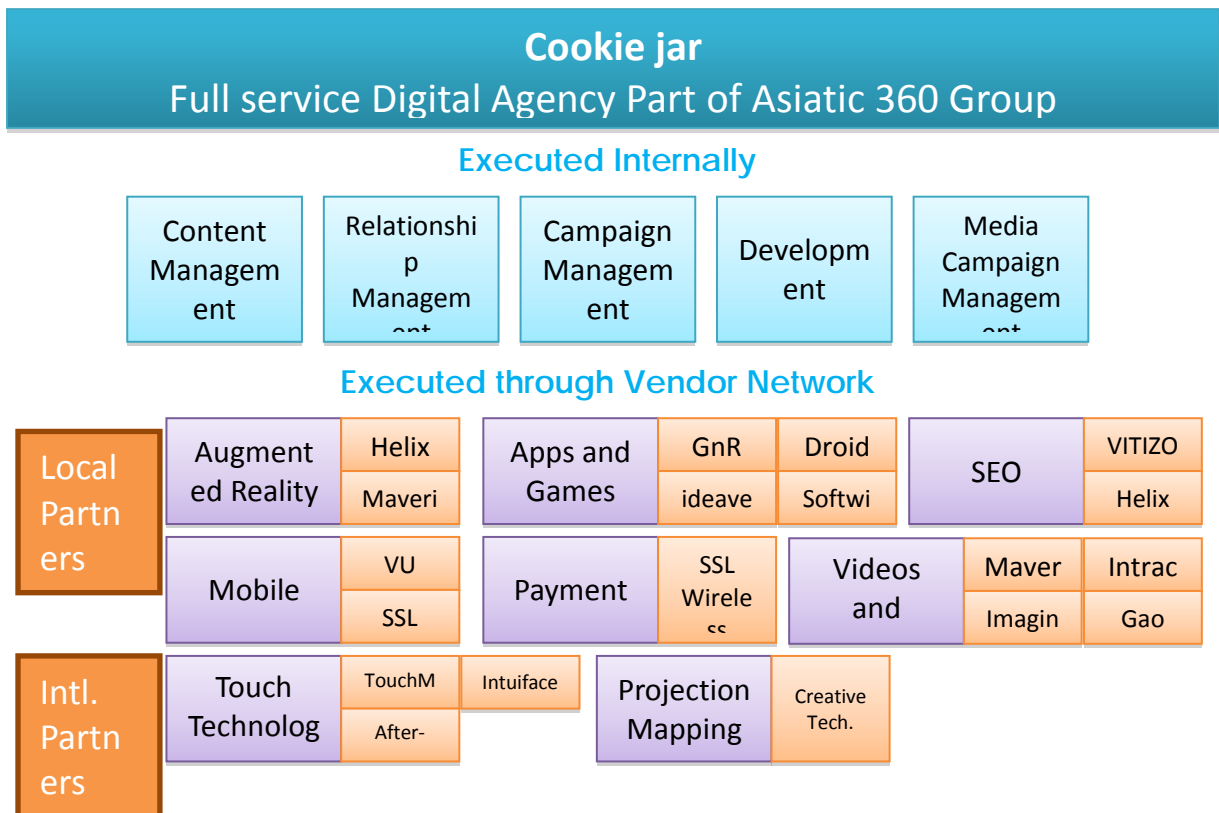 Cookie jar
Full service Digital Agency Part of Asiatic 360 Group
Executed Internally
Content
Managem
ent
Relationshi
p
Managem
ent
Campaign
Managem
ent
Developm
ent
Media
Campaign
Managem
ent
Executed through Vendor Network
Local
Partn
ers
Augment
ed Reality
Helix
Maveri
Apps and
Games
GnR
Droid
ideave
Softwi
SEO
VITIZO
Helix
Mobile
VU
SSL
Payment
SSL
Wirele
ss
Videos
and
Maver
Intrac
Imagin
Gao
Intl.
Partn
ers
Touch
Technolog
TouchM
Intuiface
After-
Projection
Mapping
Creative
Tech.